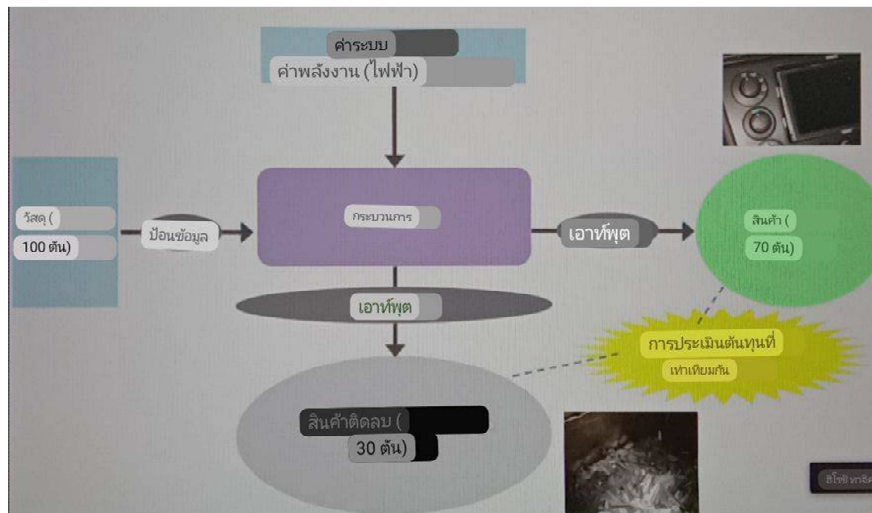 ค่าระบบ
ค่าพลังงาน (ไฟฟ้า)
วัสดุ (
100 ตัน)
ป้อนข้อมูล
กระบวนการ
เอาท์พุต
สินค้า (
70 ตัน)
เอาท์พุต
การประเมินต้นทุนที่
เท่าเทียมกัน
สินค้าติดลบ (
30 ตัน)